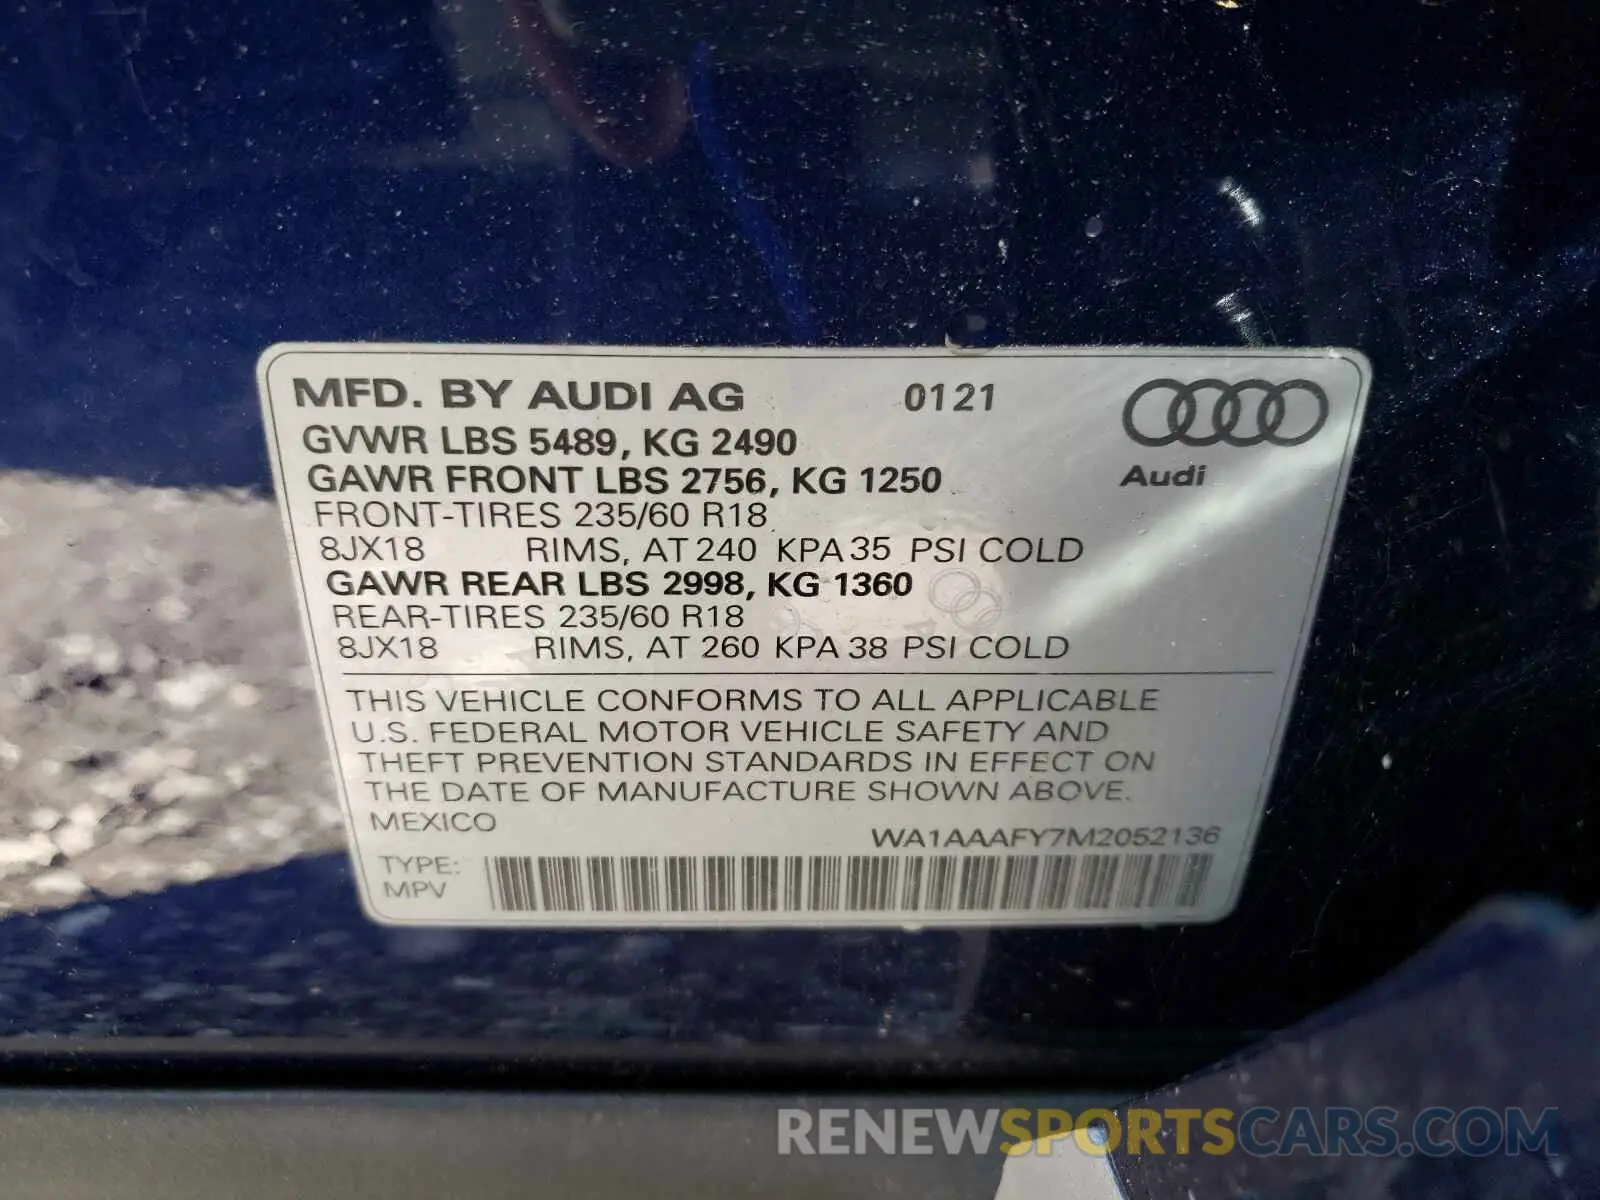 MFD. BY AUDI AG 0121
GVWR LBS 5489, KG 2490
GAWR FRONT LBS 2756, KG 1250
Audi
FRONT-TIRES 235/60 R18
8JX18 RIMS, AT 240 KPA 35 PSI COLD
GAWR REAR LBS 2998, KG 1360
REAR-TIRES 235/60 R18
8JX18 RIMS, AT 260 KPA 38 PSI COLD
THIS VEHICLE CONFORMS TO ALL APPLICABLE
U.S. FEDERAL MOTOR VEHICLE SAFETY AND
THEFT PREVENTION STANDARDS IN EFFECT ON
THE DATE OF MANUFACTURE SHOWN ABOVE.
MEXICO
WA1AAAFY7M2052136
TYPE:
MPV
RENEWSPORTSCARS.COM